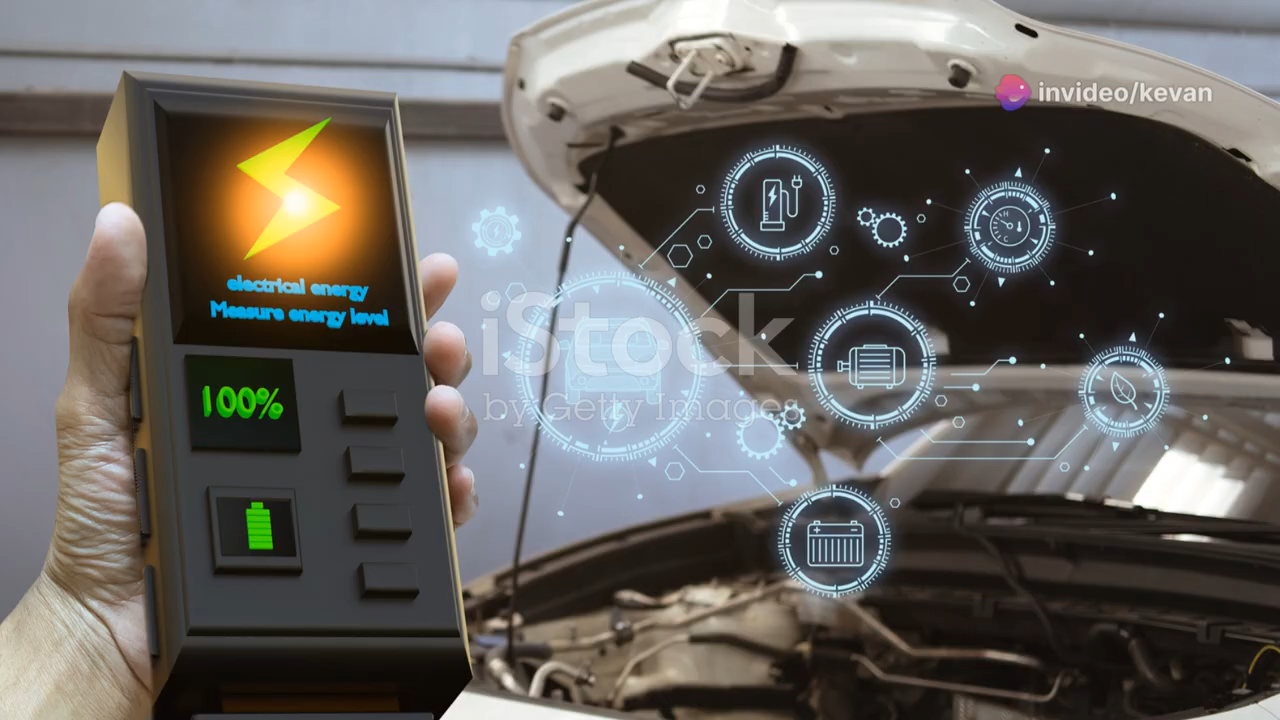 invideo/kevan
electrical energy
Measure energy level
100%
iStock
by Getty Images
H
C